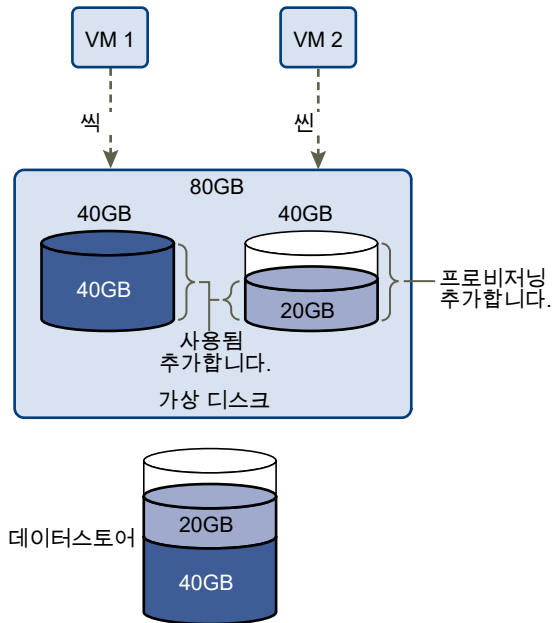 VM 1
VM 2
씩
씬
80GB
40GB
40GB
40GB
20GB
프로비저닝
추가합니다.
사용됨
추가합니다.
가상 디스크
데이터스토어
20GB
40GB